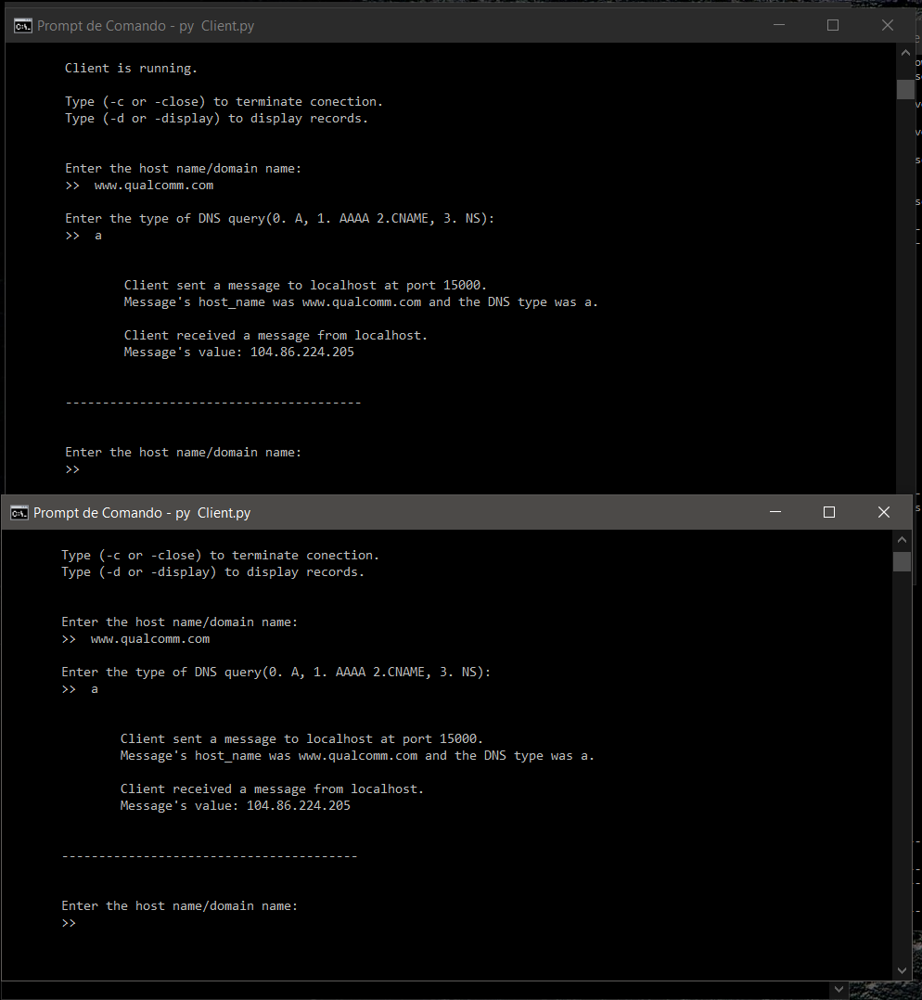 Prompt de Comando - py  Client.py
Client is running.
Type (-c or -close) to terminate conection.
Type (-d or -display) to display records.
Enter the host name/domain name:
>>  www.qualcomm.com
Enter the type of DNS query(0. A, 1. AAAA 2.CNAME, 3. NS):
>>  a
Client sent a message to localhost at port 15000.
Message's host_name was www.qualcomm.com and the DNS type was a.
Client received a message from localhost.
Message's value: 104.86.224.205
----------------------------------------
Enter the host name/domain name:
>>
Prompt de Comando - py  Client.py
Type (-c or -close) to terminate conection.
Type (-d or -display) to display records.
Enter the host name/domain name:
>>  www.qualcomm.com
Enter the type of DNS query(0. A, 1. AAAA 2.CNAME, 3. NS):
>>  a
Client sent a message to localhost at port 15000.
Message's host_name was www.qualcomm.com and the DNS type was a.
Client received a message from localhost.
Message's value: 104.86.224.205
----------------------------------------
Enter the host name/domain name:
>>